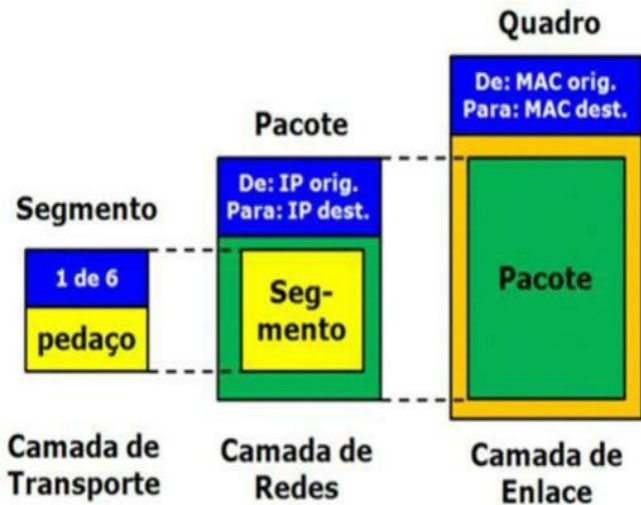 Segmento
1 de 6
pedaço
Camada de
Transporte
Pacote
De: IP orig.
Para: IP dest.
Seg-
mento
Camada de
Redes
Quadro
De: MAC orig.
Para: MAC dest.
Pacote
Camada de
Enlace